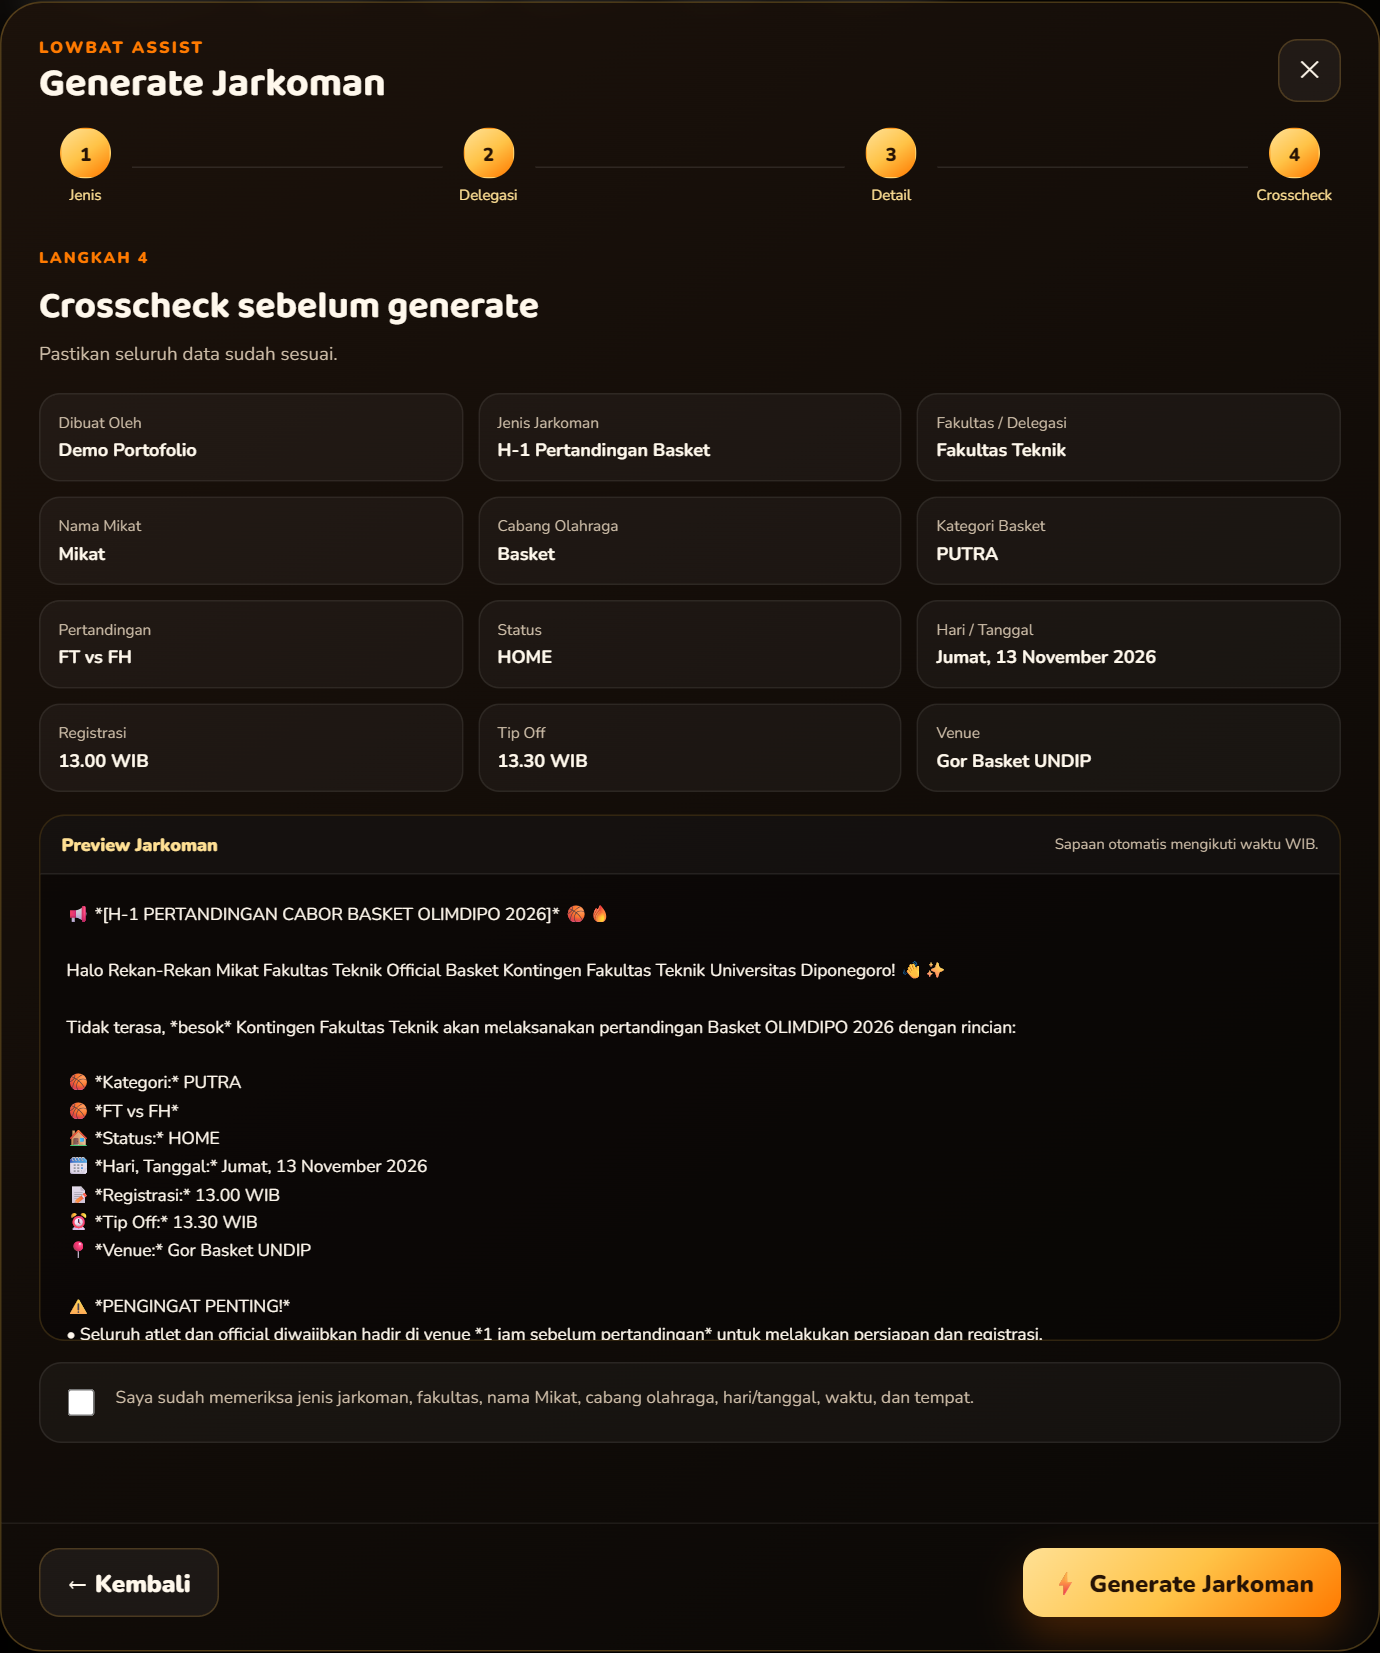 LOWBAT ASSIST
Generate Jarkoman
1
Jenis
2
Delegasi
3
Detail
4
Crosscheck
LANGKAH 4
Crosscheck sebelum generate
Pastikan seluruh data sudah sesuai.
Dibuat Oleh
Demo Portofolio
Jenis Jarkoman
H-1 Pertandingan Basket
Fakultas / Delegasi
Fakultas Teknik
Nama Mikat
Mikat
Cabang Olahraga
Basket
Kategori Basket
PUTRA
Pertandingan
FT vs FH
Status
HOME
Hari / Tanggal
Jumat, 13 November 2026
Registrasi
13.00 WIB
Tip Off
13.30 WIB
Venue
Gor Basket UNDIP
Preview Jarkoman
Sapaan otomatis mengikuti waktu WIB.
📢 *[H-1 PERTANDINGAN CABOR BASKET OLIMDIPO 2026]* 🏀🔥
Halo Rekan-Rekan Mikat Fakultas Teknik Official Basket Kontingen Fakultas Teknik Universitas Diponegoro! 👋✨
Tidak terasa, *besok* Kontingen Fakultas Teknik akan melaksanakan pertandingan Basket OLIMDIPO 2026 dengan rincian:
🏀 *Kategori:* PUTRA
🏀 *FT vs FH*
🏠 *Status:* HOME
🗓️ *Hari, Tanggal:* Jumat, 13 November 2026
📝 *Registrasi:* 13.00 WIB
⏰ *Tip Off:* 13.30 WIB
📍 *Venue:* Gor Basket UNDIP
⚠️ *PENGINGAT PENTING!*
• Seluruh atlet dan official diwajibkan hadir di venue *1 jam sebelum pertandingan* untuk melakukan persiapan dan registrasi.
Saya sudah memeriksa jenis jarkoman, fakultas, nama Mikat, cabang olahraga, hari/tanggal, waktu, dan tempat.
← Kembali
⚡ Generate Jarkoman